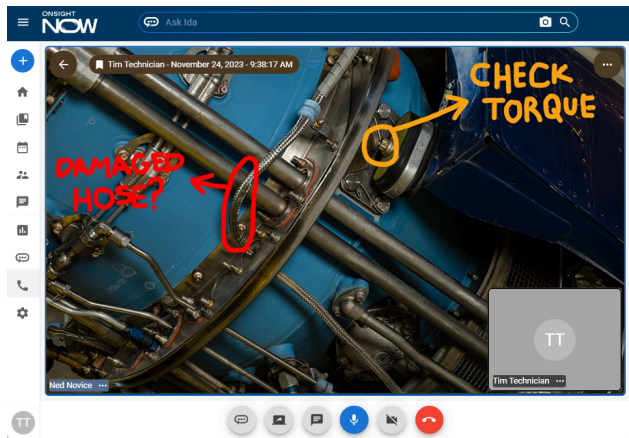 ONSIGHT
NOW
Ask Ida
Tim Technician - November 24, 2023 - 9:38:17 AM
CHECK
TORQUE
DAMAGED
HOSE?
TT
Tim Technician
Ned Novice
TT